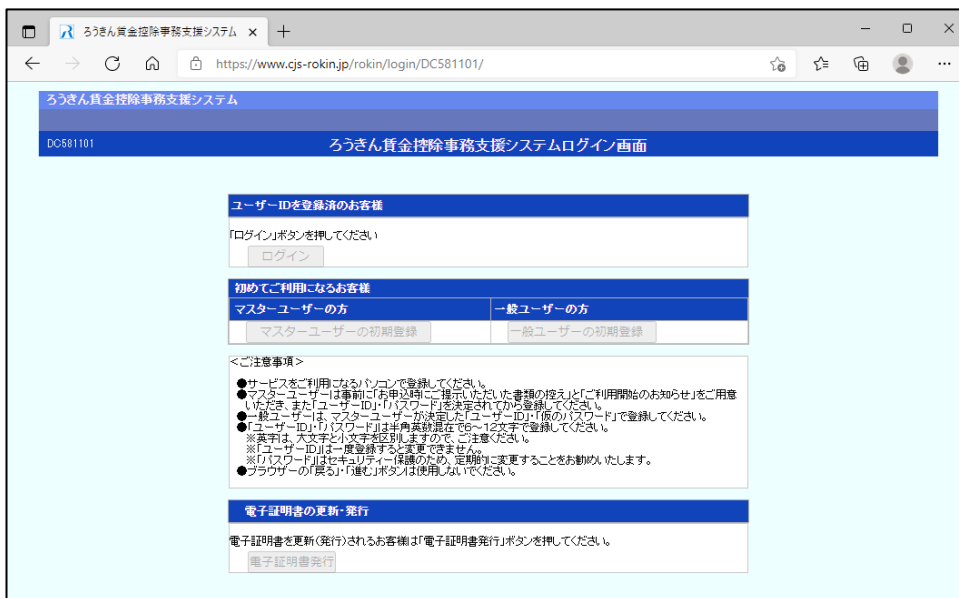 ろうきん賃金控除事務支援システム
https://www.cjs-rokin.jp/rokin/login/DC581101/
ろうきん賃金控除事務支援システム
DC581101
ろうきん賃金控除事務支援システムログイン画面
ユーザーIDを登録済のお客様
「ログイン」ボタンを押してください
ログイン
初めてご利用になるお客様
マスターユーザーの方
一般ユーザーの方
マスターユーザーの初期登録
一般ユーザーの初期登録
<ご注意事項>
●サービスをご利用になるパソコンで登録してください。
●マスターユーザーは事前に「お申込時にご提示いただいた書類の控え」と「ご利用開始のお知らせ」をご用意
いただき、また「ユーザーID」・「パスワード」を決定されてから登録してください。
●一般ユーザーは、マスターユーザーが決定した「ユーザーID」・「仮のパスワード」で登録してください。
●「ユーザーID」・「パスワード」は半角英数混在で6～12文字で登録してください。
※英字は、大文字と小文字を区別しますので、ご注意ください。
※「ユーザーID」は一度登録すると変更できません。
※「パスワード」はセキュリティー保護のため、定期的に変更することをお勧めいたします。
●ブラウザーの「戻る」・「進む」ボタンは使用しないでください。
電子証明書の更新・発行
電子証明書を更新(発行)されるお客様は「電子証明書発行」ボタンを押してください。
電子証明書発行